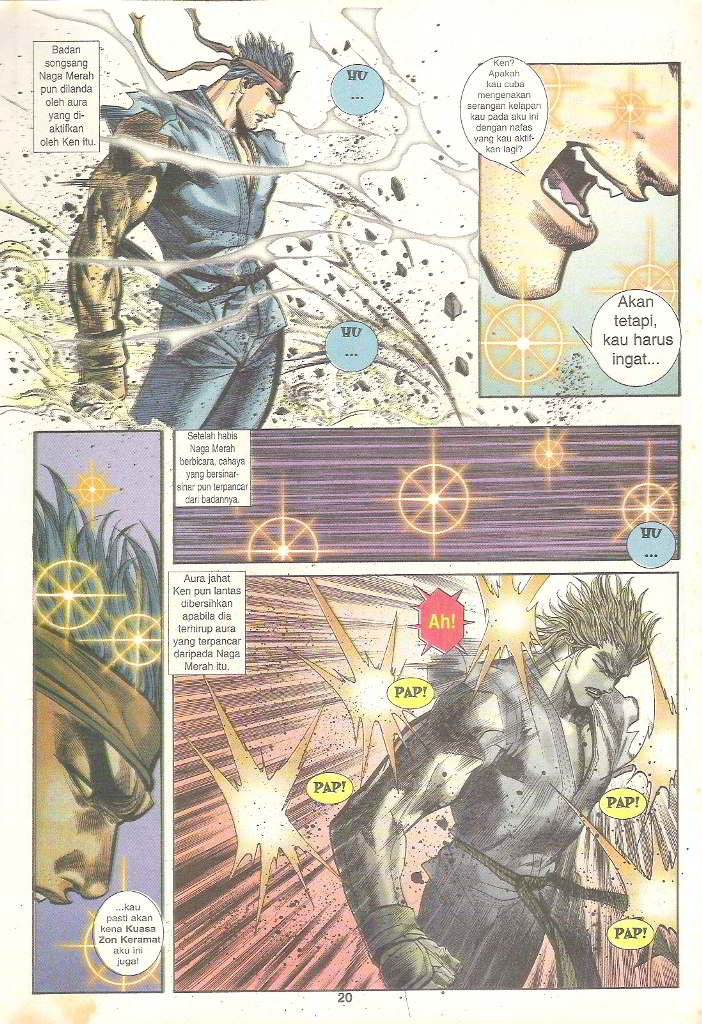 Badan
songsang
Naga Merah
pun dilanda
oleh aura
yang di-
aktifkan
oleh Ken itu.
HU
...
HU
...
Ken?
Apakah
kau cuba
mengenakan
serangan kelapan
kau pada aku ini
dengan nafas
yang kau aktif-
kan lagi?
Akan
tetapi,
kau harus
ingat...
...kau
pasti akan
kena Kuasa
Zon Keramat
aku ini
juga!
Setelah habis
Naga Merah
berbicara, cahaya
yang bersinar-
sinar pun terpancar
dari badannya.
HU
...
Aura jahat
Ken pun lantas
dibersihkan
apabila dia
terhirup aura
yang terpancar
daripada Naga
Merah itu.
Ah!
PAP!
PAP!
PAP!
PAP!
20